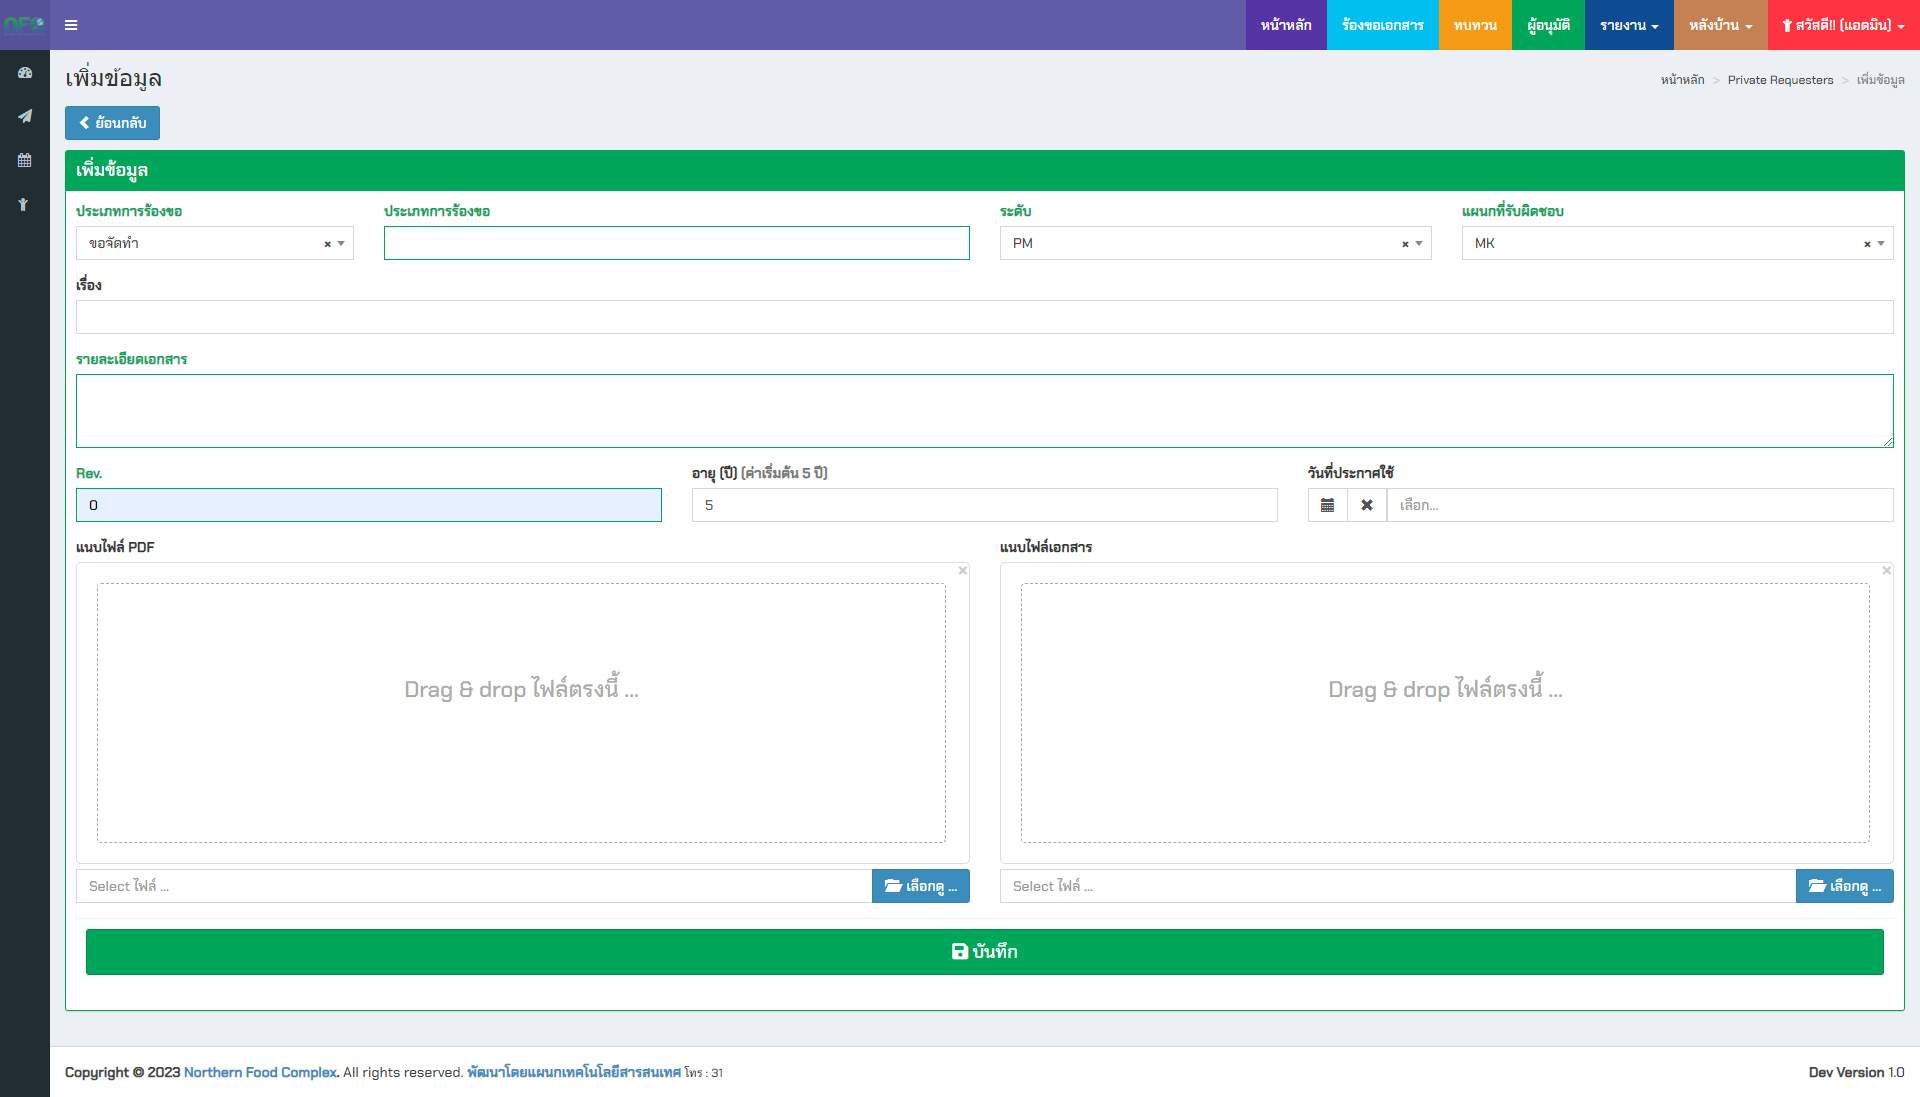 หน้าหลัก ร้องขอเอกสาร ทบทวน ผู้อนุมัติ รายงาน หลังบ้าน สวัสดี!! (แอดมิน)
เพิ่มข้อมูล
หน้าหลัก > Private Requesters > เพิ่มข้อมูล
ย้อนกลับ
เพิ่มข้อมูล
ประเภทการร้องขอ ประเภทการร้องขอ ระดับ แผนกที่รับผิดชอบ
ขอจัดทำ × PM × MK ×
เรื่อง
รายละเอียดเอกสาร
Rev. อายุ (ปี) (ค่าเริ่มต้น 5 ปี) วันที่ประกาศใช้
0 5 เลือก...
แนบไฟล์ PDF แนบไฟล์เอกสาร
× ×
Drag & drop ไฟล์ตรงนี้ ... Drag & drop ไฟล์ตรงนี้ ...
Select ไฟล์ ... เลือกดู ... Select ไฟล์ ... เลือกดู ...
บันทึก
Copyright © 2023 Northern Food Complex. All rights reserved. พัฒนาโดยแผนกเทคโนโลยีสารสนเทศ โทร : 31 Dev Version 1.0